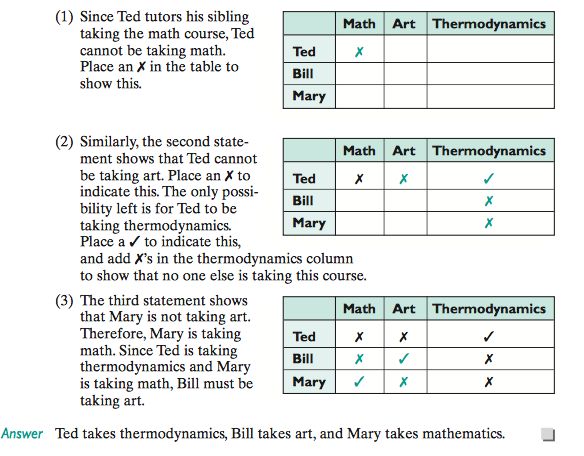 (1) Since Ted tutors his sibling
taking the math course, Ted
cannot be taking math.
Place an ✗ in the table to
show this.
Math Art Thermodynamics
Ted ✗
Bill
Mary
(2) Similarly, the second state-
ment shows that Ted cannot
be taking art. Place an ✗ to
indicate this. The only possi-
bility left is for Ted to be
taking thermodynamics.
Place a ✓ to indicate this,
and add ✗'s in the thermodynamics column
to show that no one else is taking this course.
Math Art Thermodynamics
Ted ✗ ✗ ✓
Bill ✗
Mary ✗
(3) The third statement shows
that Mary is not taking art.
Therefore, Mary is taking
math. Since Ted is taking
thermodynamics and Mary
is taking math, Bill must be
taking art.
Math Art Thermodynamics
Ted ✗ ✗ ✓
Bill ✗ ✓ ✗
Mary ✓ ✗ ✗
Answer Ted takes thermodynamics, Bill takes art, and Mary takes mathematics.